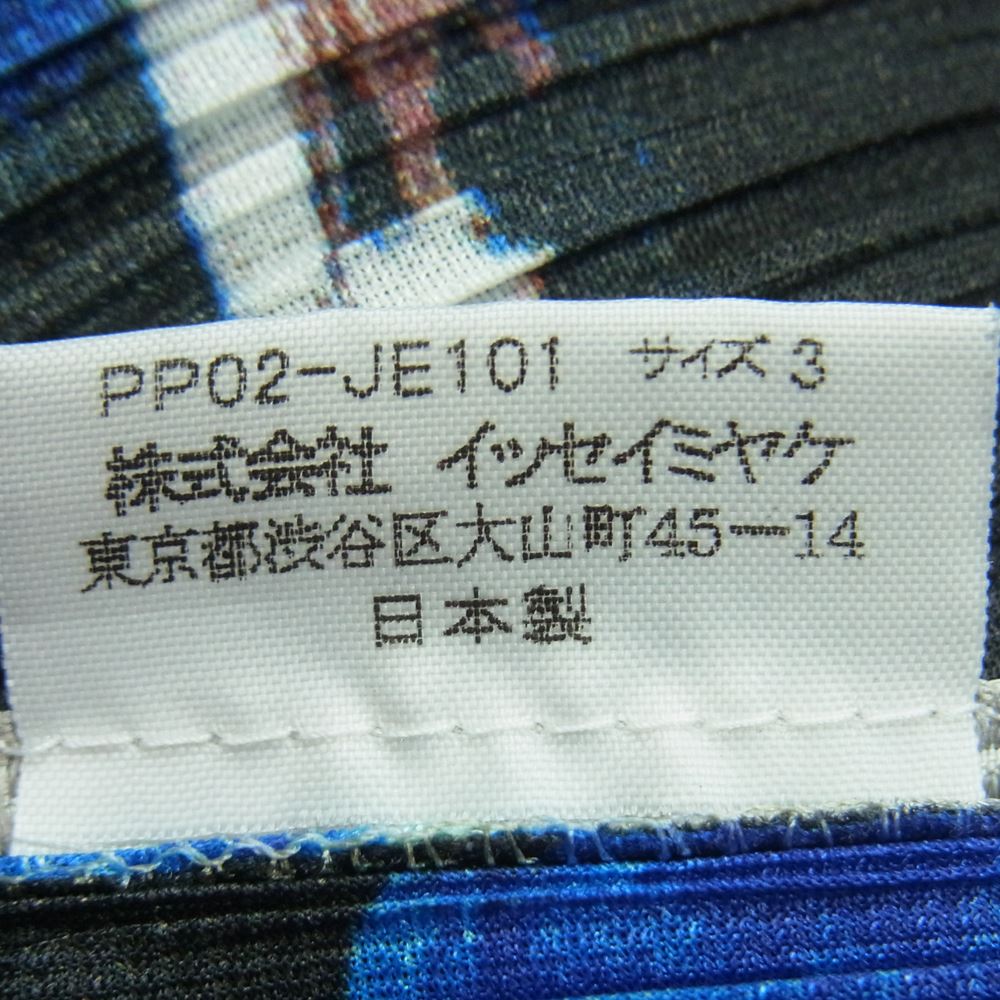 PP02-JE101 サイズ 3
株式会社 イッセイミヤケ
東京都渋谷区大山町45-14
日本製